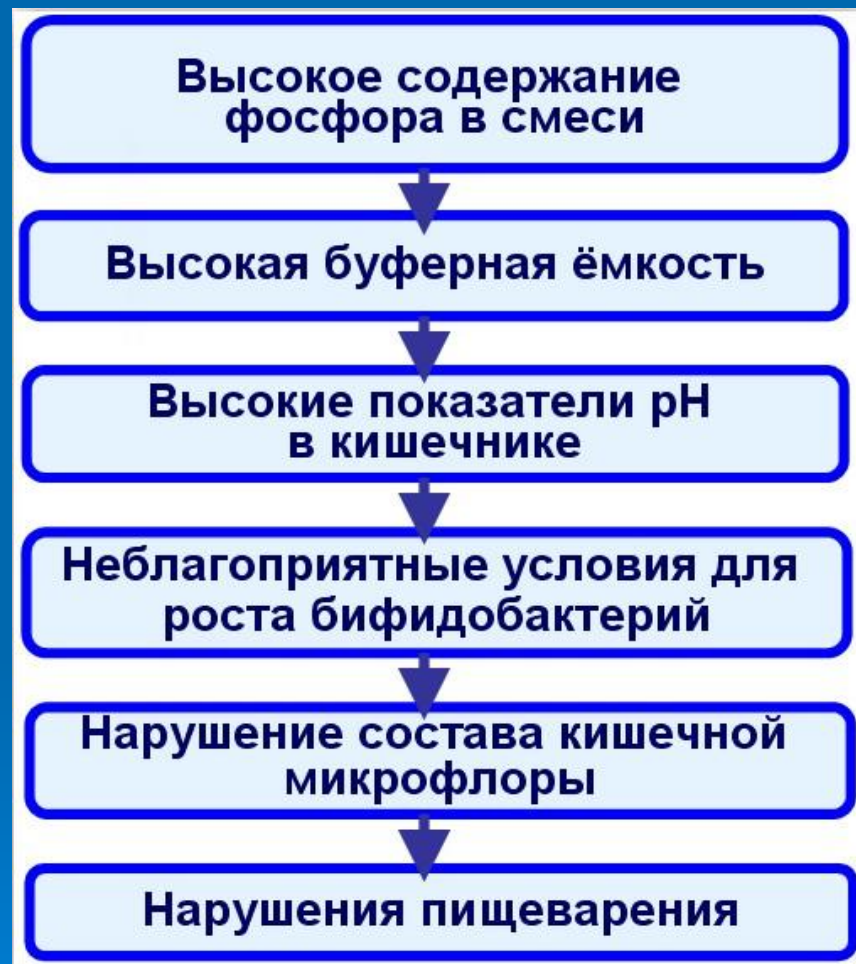 Высокое содержание
фосфора в смеси
Высокая буферная ёмкость
Высокие показатели pH
в кишечнике
Неблагоприятные условия для
роста бифидобактерий
Нарушение состава кишечной
микрофлоры
Нарушения пищеварения